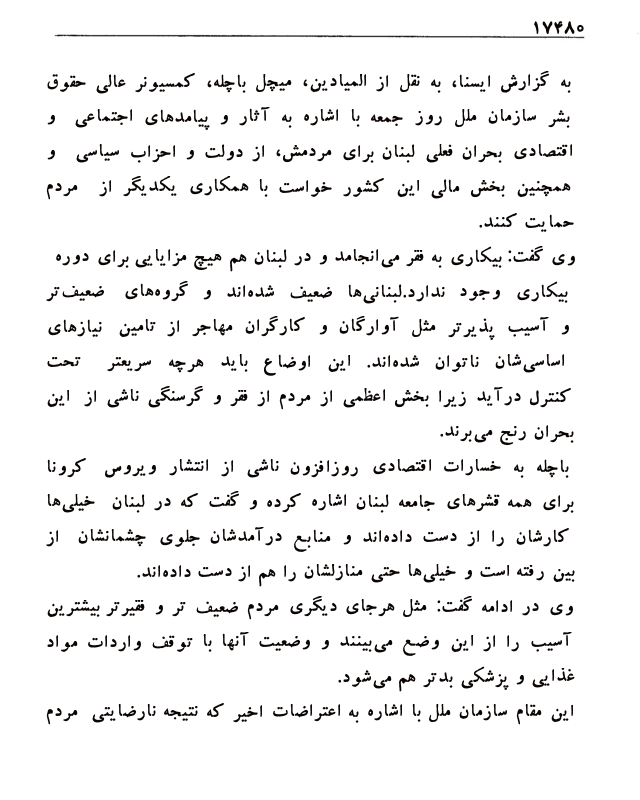 ۱۷۴۸۰
به گزارش ایسنا، به نقل از المیادین، میچل باچله، کمسیونر عالی حقوق
بشر سازمان ملل روز جمعه با اشاره به آثار و پیامدهای اجتماعی و
اقتصادی بحران فعلی لبنان برای مردمش، از دولت و احزاب سیاسی و
همچنین بخش مالی این کشور خواست با همکاری یکدیگر از مردم
حمایت کنند.
وی گفت: بیکاری به فقر می‌انجامد و در لبنان هم هیچ مزایایی برای دوره
بیکاری وجود ندارد.لبنانی‌ها ضعیف شده‌اند و گروه‌های ضعیف‌تر
و آسیب پذیرتر مثل آوارگان و کارگران مهاجر از تامین نیازهای
اساسی‌شان ناتوان شده‌اند. این اوضاع باید هرچه سریعتر تحت
کنترل درآید زیرا بخش اعظمی از مردم از فقر و گرسنگی ناشی از این
بحران رنج می‌برند.
باچله به خسارات اقتصادی روزافزون ناشی از انتشار ویروس کرونا
برای همه قشرهای جامعه لبنان اشاره کرده و گفت که در لبنان خیلی‌ها
کارشان را از دست داده‌اند و منابع درآمدشان جلوی چشمانشان از
بین رفته است و خیلی‌ها حتی منازلشان را هم از دست داده‌اند.
وی در ادامه گفت: مثل هرجای دیگری مردم ضعیف تر و فقیرتر بیشترین
آسیب را از این وضع می‌بینند و وضعیت آنها با توقف واردات مواد
غذایی و پزشکی بدتر هم می‌شود.
این مقام سازمان ملل با اشاره به اعتراضات اخیر که نتیجه نارضایتی مردم